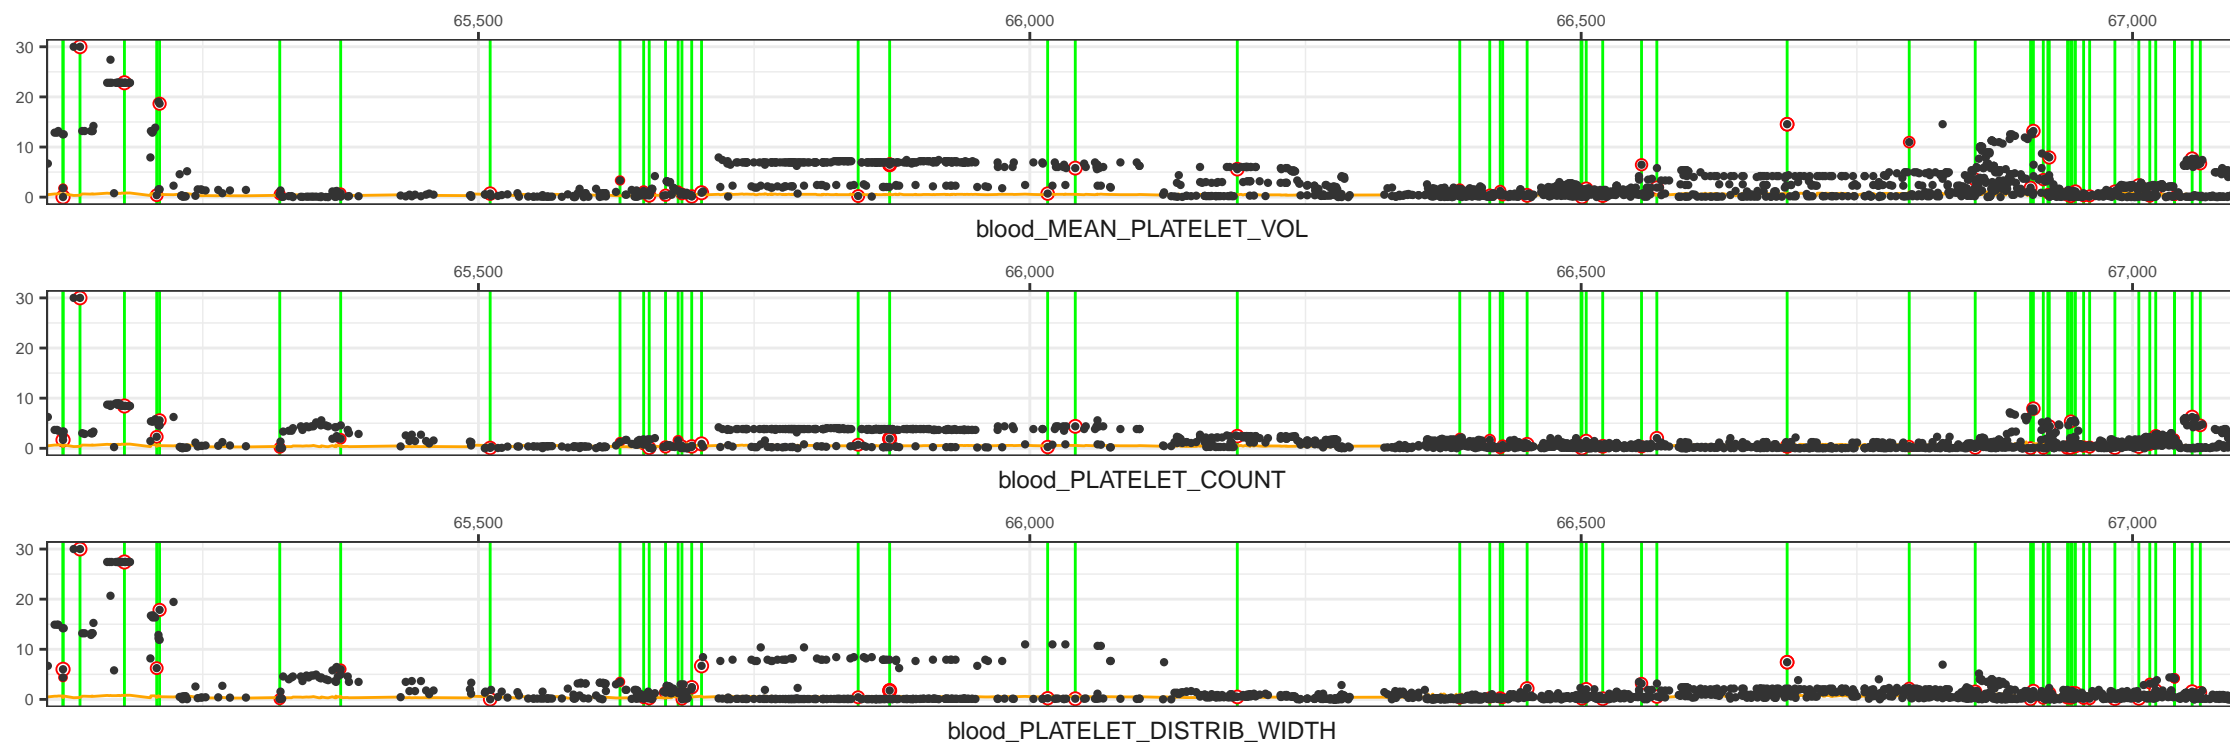 65,500 66,000 66,500 67,000
30
20
10
0
blood_MEAN_PLATELET_VOL
65,500 66,000 66,500 67,000
30
20
10
0
blood_PLATELET_COUNT
65,500 66,000 66,500 67,000
30
20
10
0
blood_PLATELET_DISTRIB_WIDTH